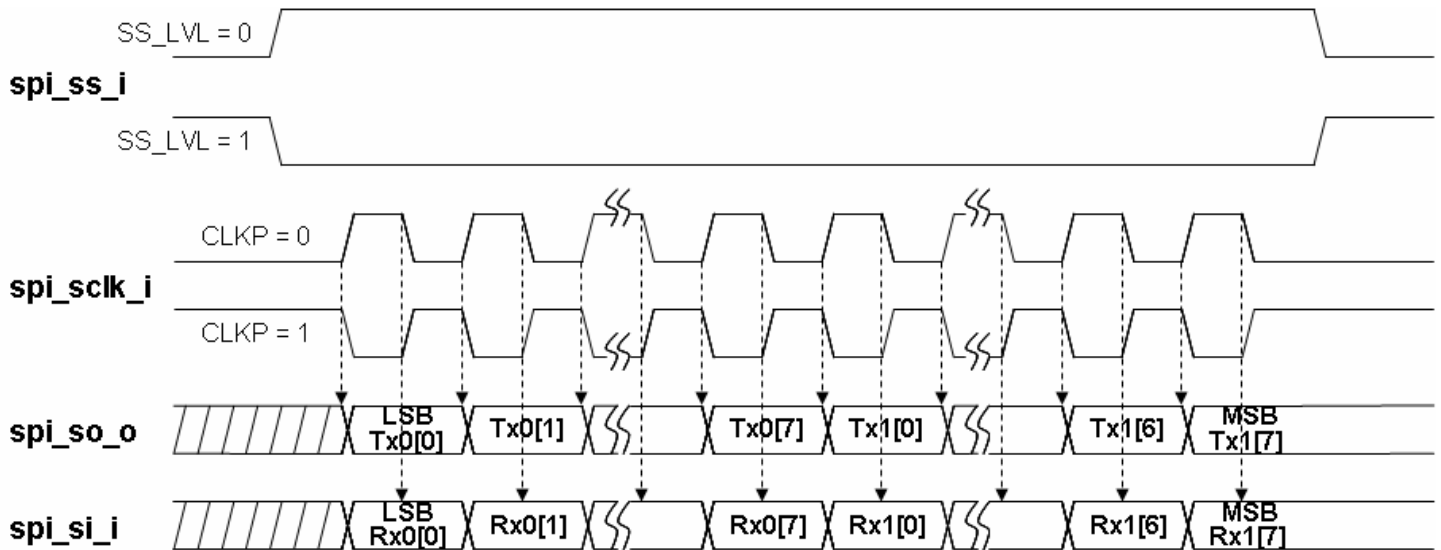 SS_LVL = 0
spi_ss_i
SS_LVL = 1
CLKP = 0
spi_sclk_i
CLKP = 1
spi_so_o
LSB
Tx0[0]
Tx0[1]
Tx0[7]
Tx1[0]
Tx1[6]
MSB
Tx1[7]
spi_si_i
LSB
Rx0[0]
Rx0[1]
Rx0[7]
Rx1[0]
Rx1[6]
MSB
Rx1[7]